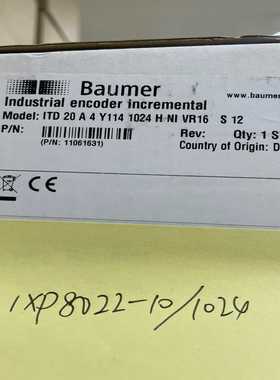 Baumer
www.baumer
Industrial encoder incremental
Model: ITD 20 A 4 Y114 1024 H NI VR16 S 12
P/N: Rev: Qty: 1 S
(P/N: 11061631) Country of Origin: D
CE
1XP8022-10/1024